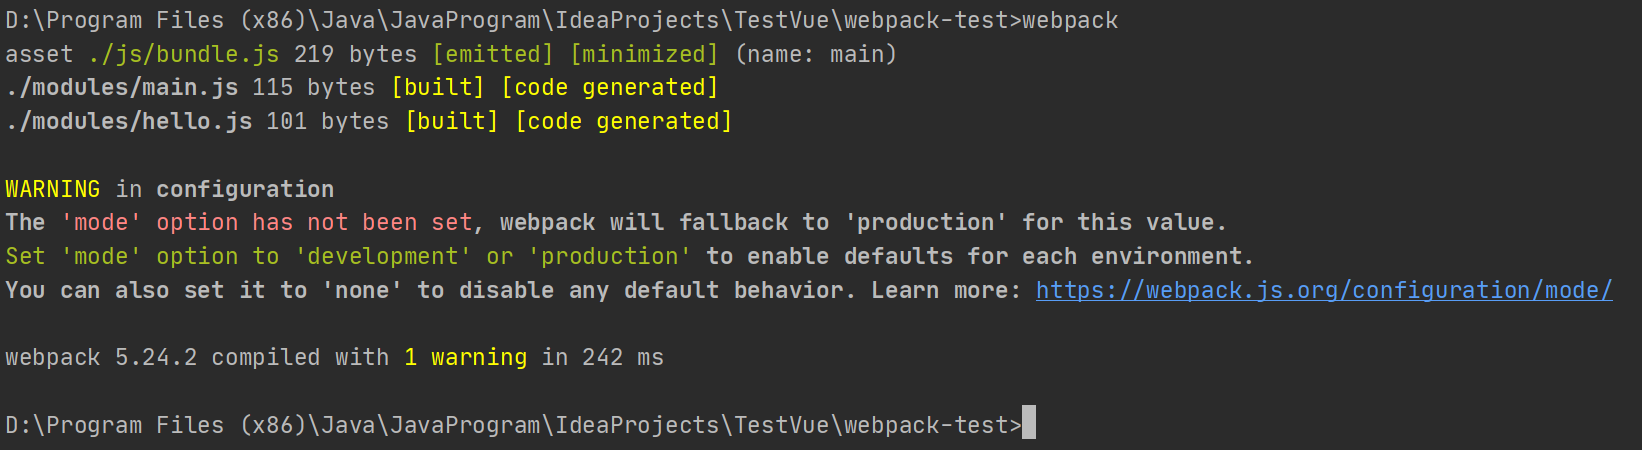 D:\Program Files (x86)\Java\JavaProgram\IdeaProjects\TestVue\webpack-test>webpack
asset ./js/bundle.js 219 bytes [emitted] [minimized] (name: main)
./modules/main.js 115 bytes [built] [code generated]
./modules/hello.js 101 bytes [built] [code generated]
WARNING in configuration
The 'mode' option has not been set, webpack will fallback to 'production' for this value.
Set 'mode' option to 'development' or 'production' to enable defaults for each environment.
You can also set it to 'none' to disable any default behavior. Learn more: https://webpack.js.org/configuration/mode/
webpack 5.24.2 compiled with 1 warning in 242 ms
D:\Program Files (x86)\Java\JavaProgram\IdeaProjects\TestVue\webpack-test>